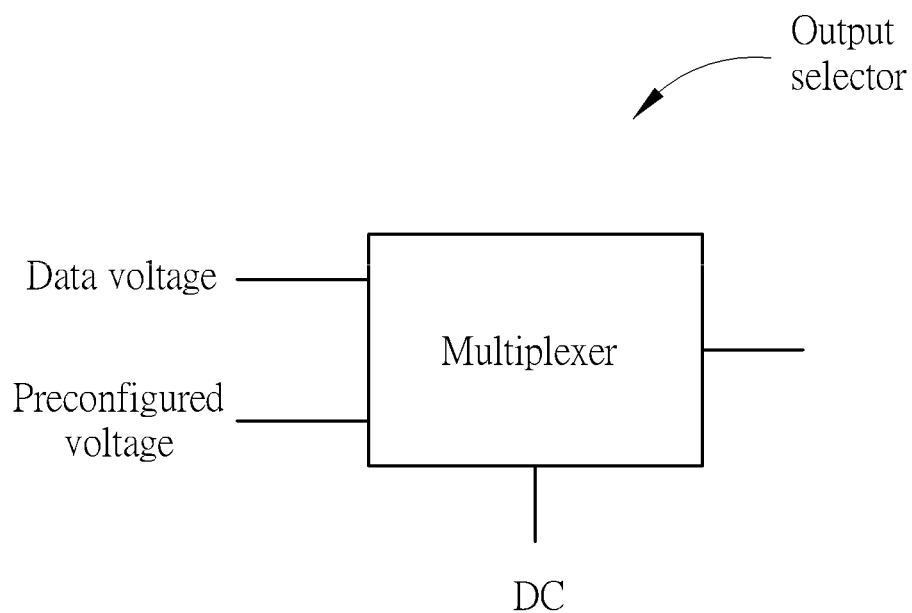 Output
selector
Data voltage
Multiplexer
Preconfigured
voltage
DC